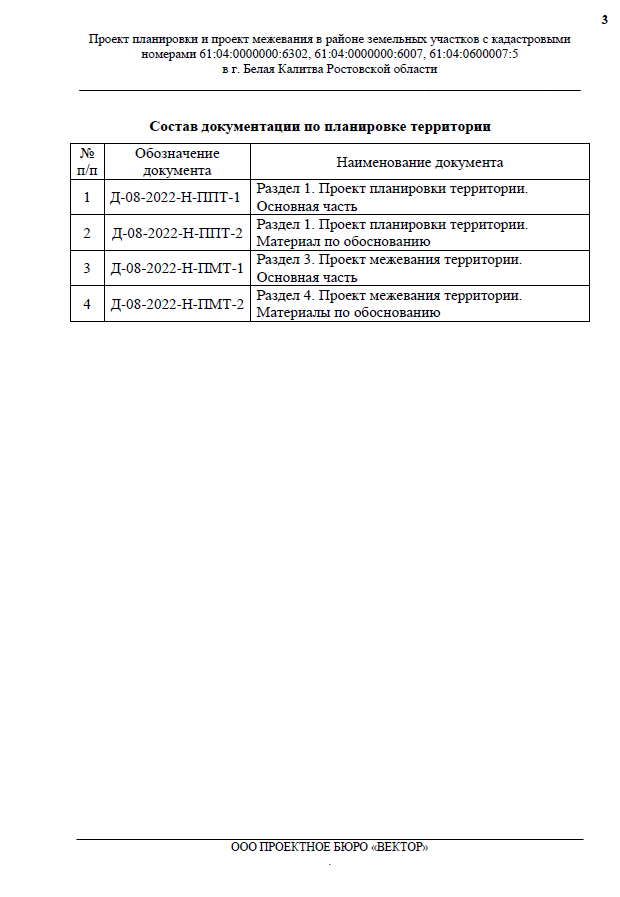 3
Проект планировки и проект межевания в районе земельных участков с кадастровыми
номерами 61:04:0000000:6302, 61:04:0000000:6007, 61:04:0600007:5
в г. Белая Калитва Ростовской области
Состав документации по планировке территории
№
п/п
Обозначение
документа
Наименование документа
1
Д-08-2022-Н-ППТ-1
Раздел 1. Проект планировки территории.
Основная часть
2
Д-08-2022-Н-ППТ-2
Раздел 1. Проект планировки территории.
Материал по обоснованию
3
Д-08-2022-Н-ПМТ-1
Раздел 3. Проект межевания территории.
Основная часть
4
Д-08-2022-Н-ПМТ-2
Раздел 4. Проект межевания территории.
Материалы по обоснованию
ООО ПРОЕКТНОЕ БЮРО «ВЕКТОР»
.